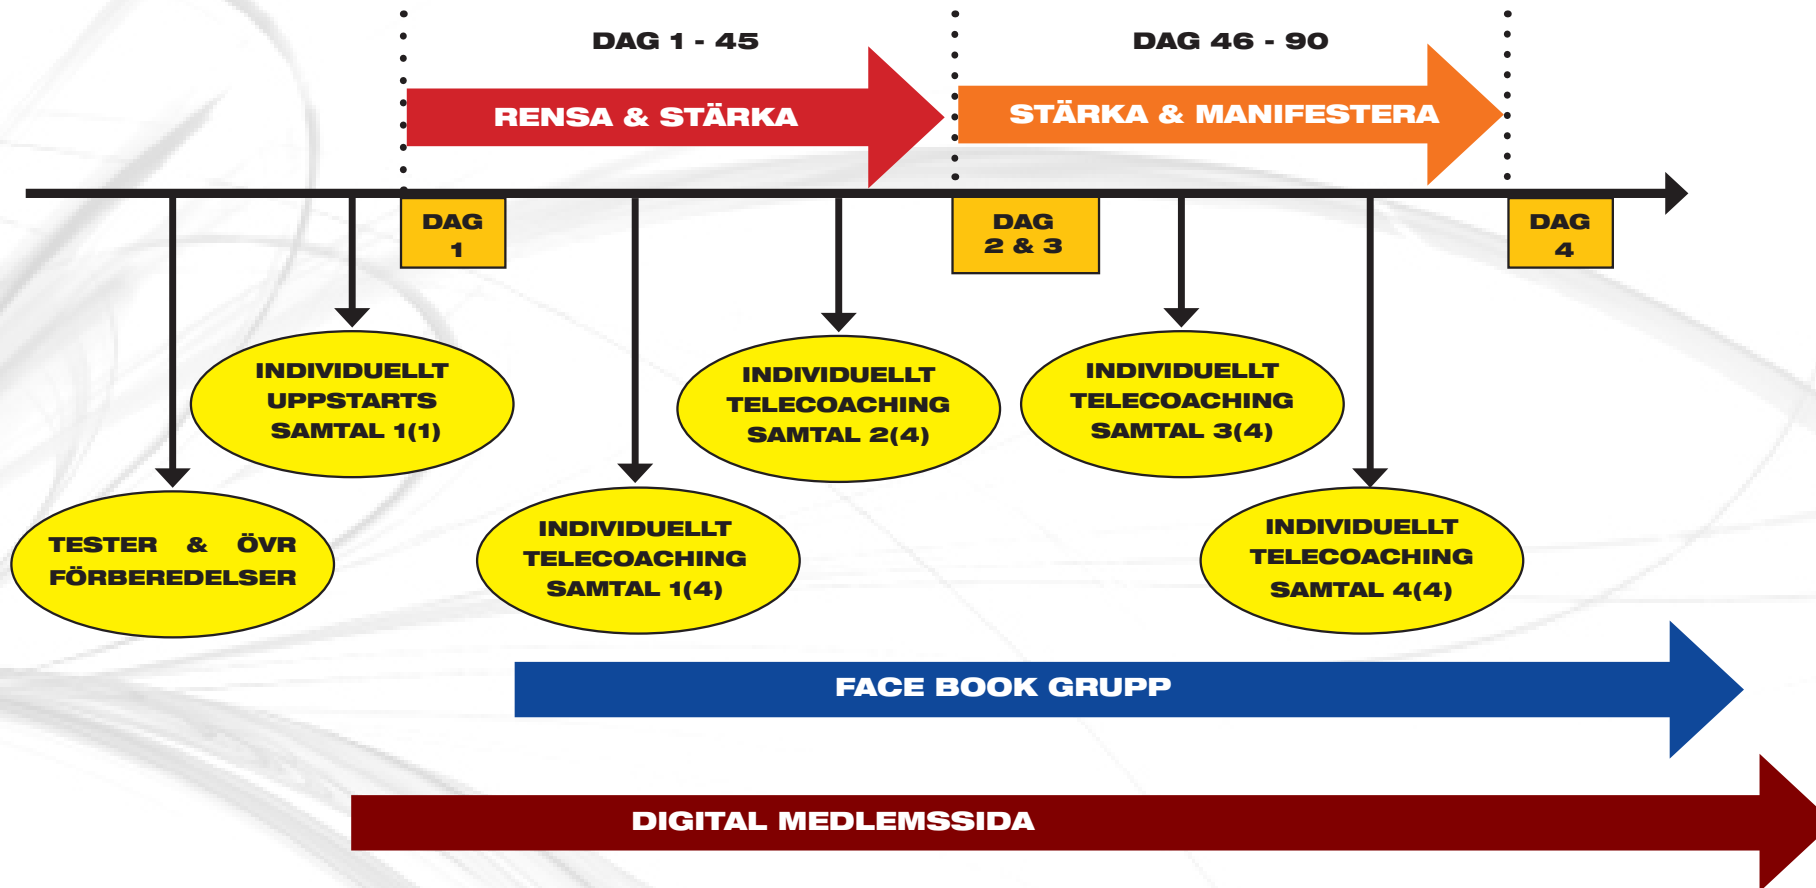 DAG 1 - 45
DAG 46 - 90
RENSA & STÄRKA
STÄRKA & MANIFESTERA
DAG
1
DAG
2 & 3
DAG
4
INDIVIDUELLT
UPPSTARTS
SAMTAL 1(1)
INDIVIDUELLT
TELECOACHING
SAMTAL 2(4)
INDIVIDUELLT
TELECOACHING
SAMTAL 3(4)
TESTER & ÖVR
FÖRBEREDELSER
INDIVIDUELLT
TELECOACHING
SAMTAL 1(4)
INDIVIDUELLT
TELECOACHING
SAMTAL 4(4)
FACE BOOK GRUPP
DIGITAL MEDLEMSSIDA